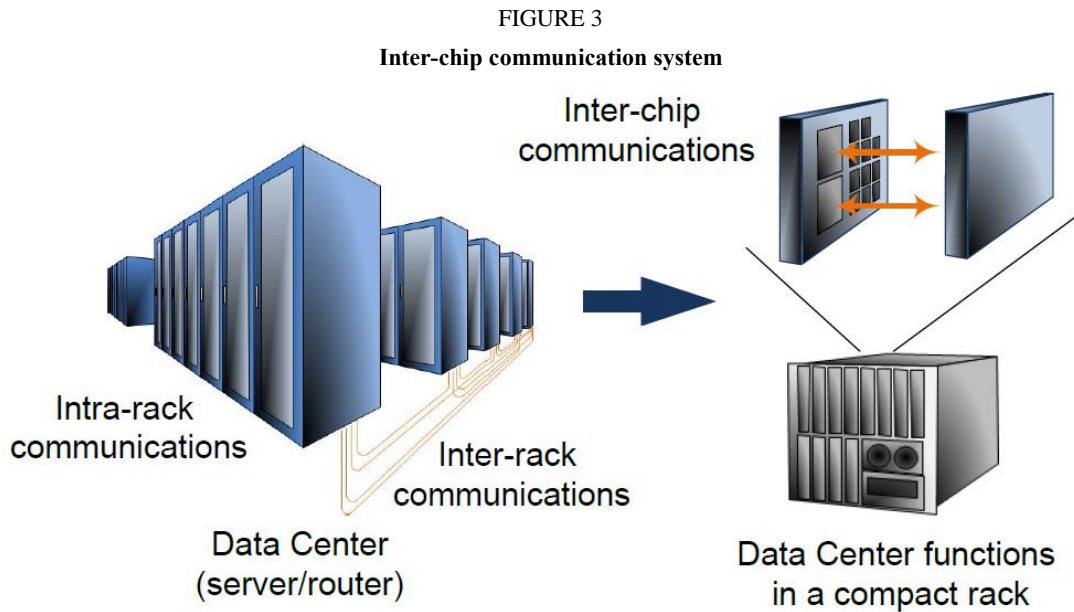 FIGURE 3
Inter-chip communication system
Inter-chip
communications
Intra-rack
communications
Inter-rack
communications
Data Center
(server/router)
Data Center functions
in a compact rack